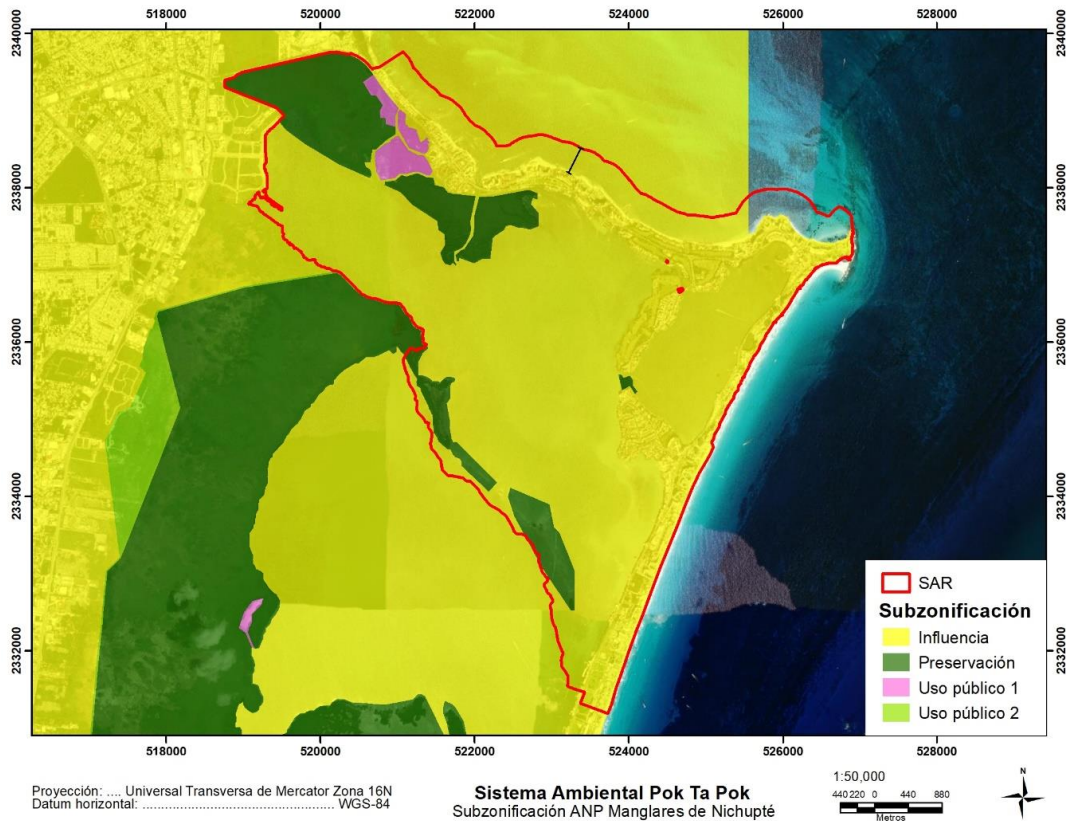 518000 520000 522000 524000 526000 528000
2340000 2340000
2338000 2338000
2336000 2336000
2334000 2334000
2332000 2332000
SAR
Subzonificación
Influencia
Preservación
Uso público 1
Uso público 2
518000 520000 522000 524000 526000 528000
Proyección: .... Universal Transversa de Mercator Zona 16N
Datum horizontal: ........................................ WGS-84
Sistema Ambiental Pok Ta Pok
Subzonificación ANP Manglares de Nichupté
1:50,000
440 220 0 440 880
Metros
N